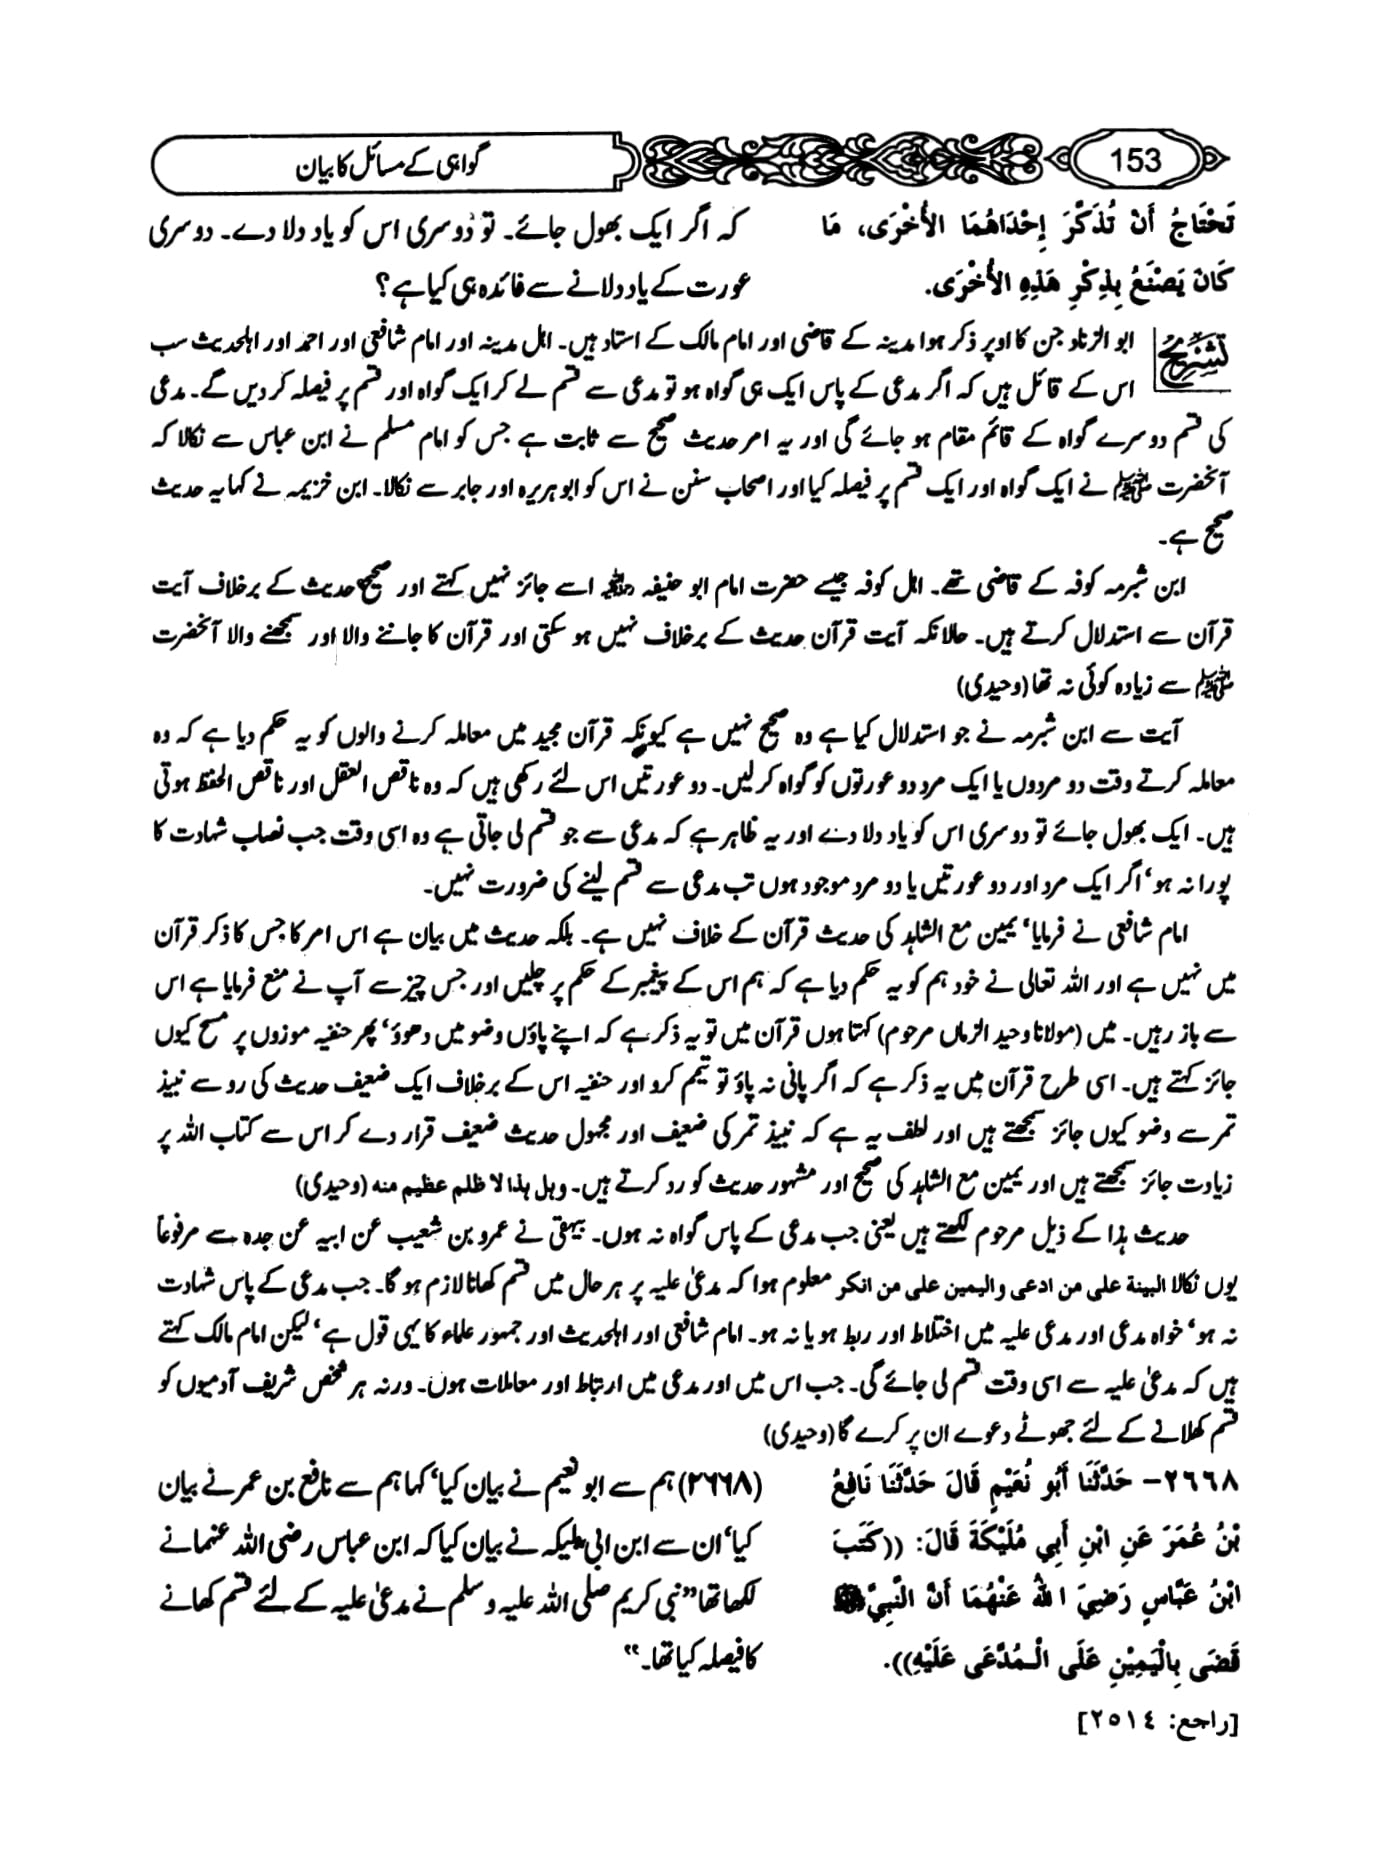 153
گواہی کے مسائل کا بیان
تَحْتَاجُ أَنْ تُذَكِّرَ إِحْدَاهُمَا الأُخْرَى، مَا
كَانَ يَصْنَعُ بِذِكْرِ هَذِهِ الأُخْرَى.
کہ اگر ایک بھول جائے۔ تو دوسری اس کو یاد دلا دے۔ دوسری
عورت کے یاد دلانے سے فائدہ ہی کیا ہے؟
تشریح
ابو الزناد جن کا اوپر ذکر ہوا مدینہ کے قاضی اور امام مالک کے استاد ہیں۔ اہل مدینہ اور امام شافعی اور احمد اور اہلحدیث سب
اس کے قائل ہیں کہ اگر مدعی کے پاس ایک ہی گواہ ہو تو مدعی سے قسم لے کر ایک گواہ اور قسم پر فیصلہ کر دیں گے۔ مدعی
کی قسم دوسرے گواہ کے قائم مقام ہو جائے گی اور یہ امر حدیث صحیح سے ثابت ہے جس کو امام مسلم نے ابن عباس سے نکالا کہ
آنحضرت ﷺ نے ایک گواہ اور ایک قسم پر فیصلہ کیا اور اصحاب سنن نے اس کو ابو ہریرہ اور جابر سے نکالا۔ ابن خزیمہ نے کہا یہ حدیث
صحیح ہے۔
ابن شبرمہ کوفہ کے قاضی تھے۔ اہل کوفہ جیسے حضرت امام ابو حنیفہ رحمہ اللہ اسے جائز نہیں کہتے اور صحیح حدیث کے برخلاف آیت
قرآن سے استدلال کرتے ہیں۔ حالانکہ آیت قرآن حدیث کے برخلاف نہیں ہو سکتی اور قرآن کا جاننے والا اور سمجھنے والا آنحضرت
ﷺ سے زیادہ کوئی نہ تھا (وحیدی)
آیت سے ابن شبرمہ نے جو استدلال کیا ہے وہ صحیح نہیں ہے کیونکہ قرآن مجید میں معاملہ کرنے والوں کو یہ حکم دیا ہے کہ وہ
معاملہ کرتے وقت دو مردوں یا ایک مرد دو عورتوں کو گواہ کر لیں۔ دو عورتیں اس لئے رکھی ہیں کہ وہ ناقص العقل اور ناقص الحفظ ہوتی
ہیں۔ ایک بھول جائے تو دوسری اس کو یاد دلا دے اور یہ ظاہر ہے کہ مدعی سے جو قسم لی جاتی ہے وہ اسی وقت جب نصاب شہادت کا
پورا نہ ہو‘ اگر ایک مرد اور دو عورتیں یا دو مرد موجود ہوں تب مدعی سے قسم لینے کی ضرورت نہیں۔
امام شافعی نے فرمایا‘ یمین مع الشاہد کی حدیث قرآن کے خلاف نہیں ہے۔ بلکہ حدیث میں بیان ہے اس امر کا جس کا ذکر قرآن
میں نہیں ہے اور اللہ تعالیٰ نے خود ہم کو یہ حکم دیا ہے کہ ہم اس کے پیغمبر کے حکم پر چلیں اور جس چیز سے آپ نے منع فرمایا ہے اس
سے باز رہیں۔ میں (مولانا وحید الزماں مرحوم) کہتا ہوں قرآن میں تو یہ ذکر ہے کہ اپنے پاؤں وضو میں دھوؤ‘ پھر حنفیہ موزوں پر مسح کیوں
جائز کہتے ہیں۔ اسی طرح قرآن میں یہ ذکر ہے کہ اگر پانی نہ پاؤ تو تیمم کرو اور حنفیہ اس کے برخلاف ایک ضعیف حدیث کی رو سے نبیذ
تمر سے وضو کیوں جائز سمجھتے ہیں اور لطف یہ ہے کہ نبیذ تمر کی ضعیف اور مجہول حدیث ضعیف قرار دے کر اس سے کتاب اللہ پر
زیادت جائز سمجھتے ہیں اور یمین مع الشاہد کی صحیح اور مشہور حدیث کو رد کرتے ہیں۔ وہل ہذا لا ظلم عظیم منہ (وحیدی)
حدیث ہذا کے ذیل مرحوم لکھتے ہیں یعنی جب مدعی کے پاس گواہ نہ ہوں۔ بیہقی نے عمرو بن شعیب عن ابیہ عن جدہ سے مرفوعاً
یوں نکالا البینة علی من ادعی والیمین علی من انکر معلوم ہوا کہ مدعیٰ علیہ پر ہر حال میں قسم کھانا لازم ہو گا۔ جب مدعی کے پاس شہادت
نہ ہو‘ خواہ مدعی اور مدعی علیہ میں اختلاط اور ربط ہو یا نہ ہو۔ امام شافعی اور اہلحدیث اور جمہور علماء کا یہی قول ہے‘ لیکن امام مالک کہتے
ہیں کہ مدعیٰ علیہ سے اسی وقت قسم لی جائے گی۔ جب اس میں اور مدعی میں ارتباط اور معاملات ہوں۔ ورنہ ہر شخص شریف آدمیوں کو
قسم کھلانے کے لئے جھوٹے دعوے ان پر کرے گا (وحیدی)
٢٦٦٨- حَدَّثَنَا أَبُو نُعَيْمٍ قَالَ حَدَّثَنَا نَافِعُ
بْنُ عُمَرَ عَنِ ابْنِ أَبِي مُلَيْكَةَ قَالَ: ((كَتَبَ
ابْنُ عَبَّاسٍ رَضِيَ اللهُ عَنْهُمَا أَنَّ النَّبِيَّ ﷺ
قَضَى بِالْيَمِيْنِ عَلَى الْمُدَّعَى عَلَيْهِ)).
[راجع: ٢٥١٤]
(۲۶۶۸) ہم سے ابو نعیم نے بیان کیا‘ کہا ہم سے نافع بن عمر نے بیان
کیا‘ ان سے ابن ابی ملیکہ نے بیان کیا کہ ابن عباس رضی اللہ عنہما نے
لکھا تھا ”نبی کریم صلی اللہ علیہ وسلم نے مدعیٰ علیہ کے لئے قسم کھانے
کا فیصلہ کیا تھا۔“